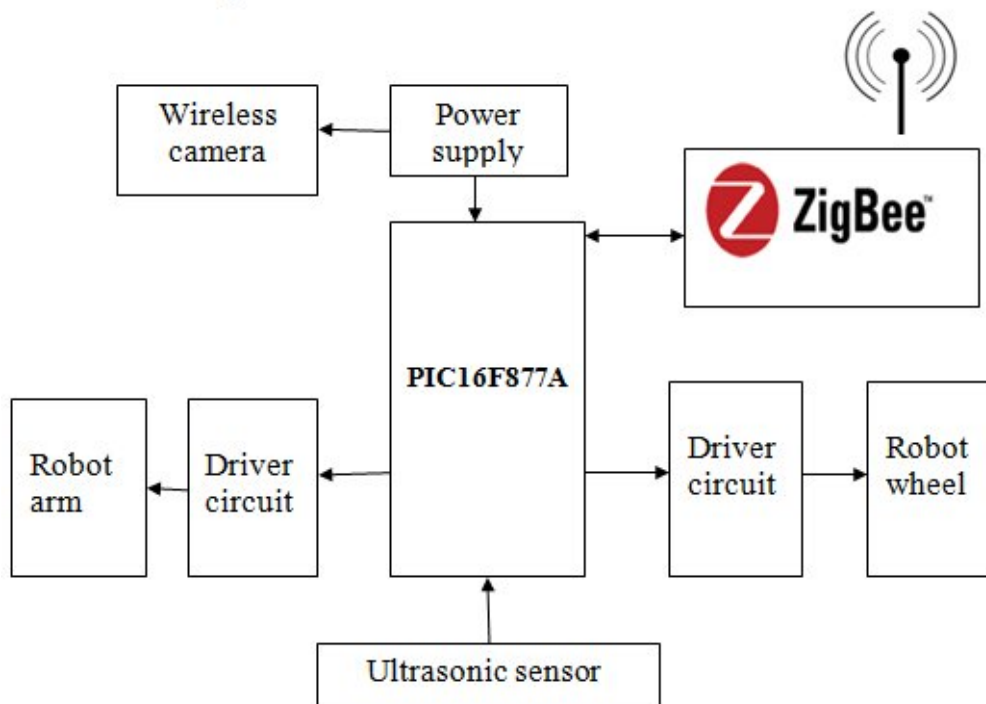 Wireless
camera
Power
supply
ZigBee™
PIC16F877A
Robot
arm
Driver
circuit
Driver
circuit
Robot
wheel
Ultrasonic sensor